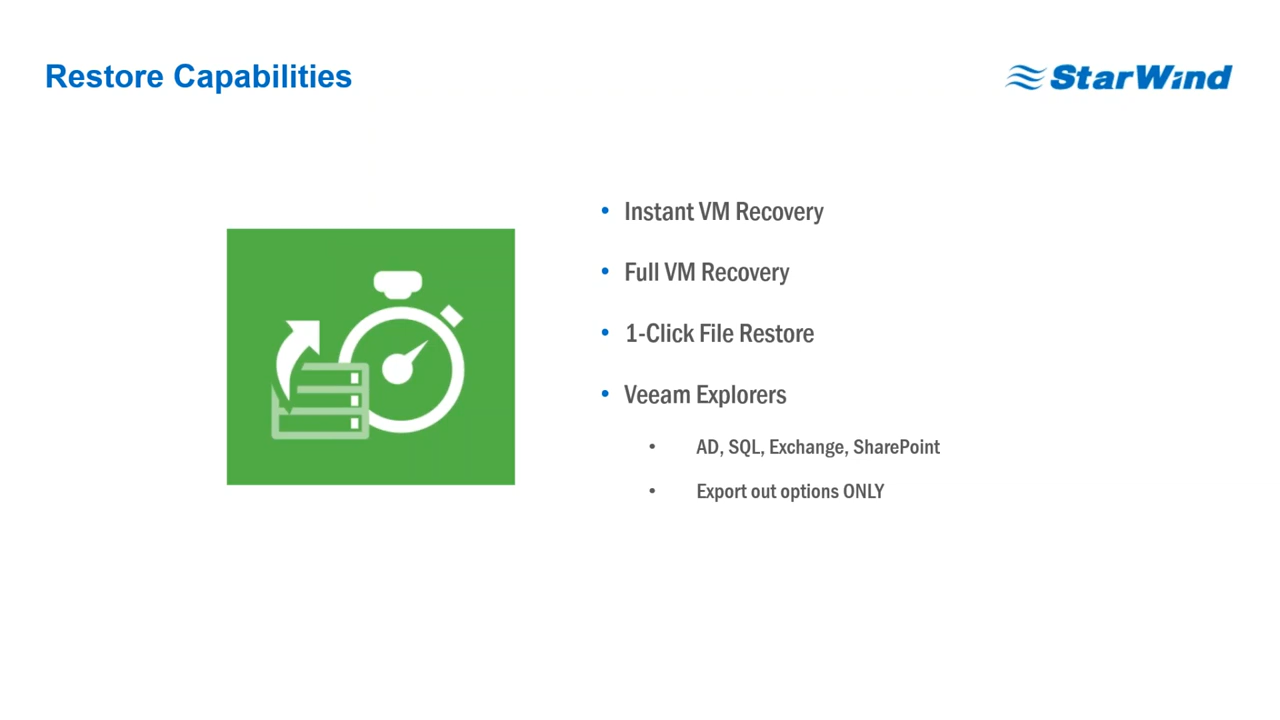 Restore Capabilities
StarWind
• Instant VM Recovery
• Full VM Recovery
• 1-Click File Restore
• Veeam Explorers
• AD, SQL, Exchange, SharePoint
• Export out options ONLY